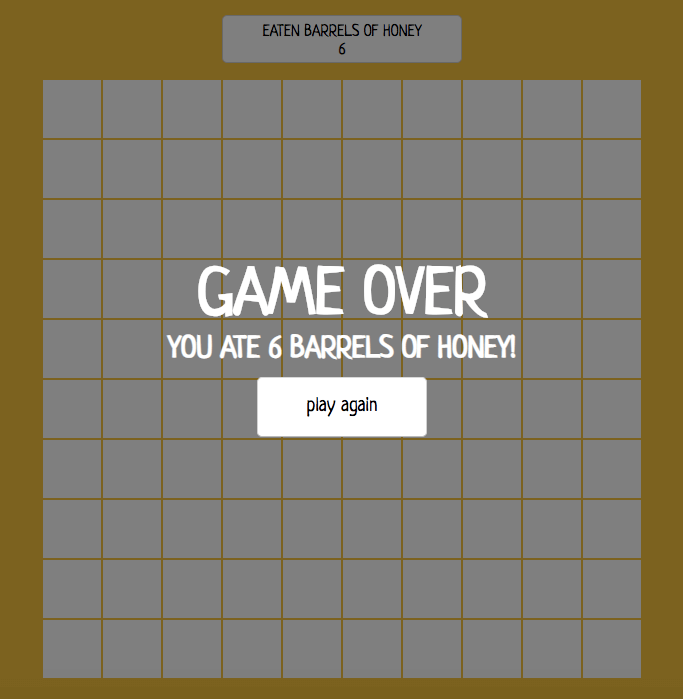 EATEN BARRELS OF HONEY
6
GAME OVER
YOU ATE 6 BARRELS OF HONEY!
play again